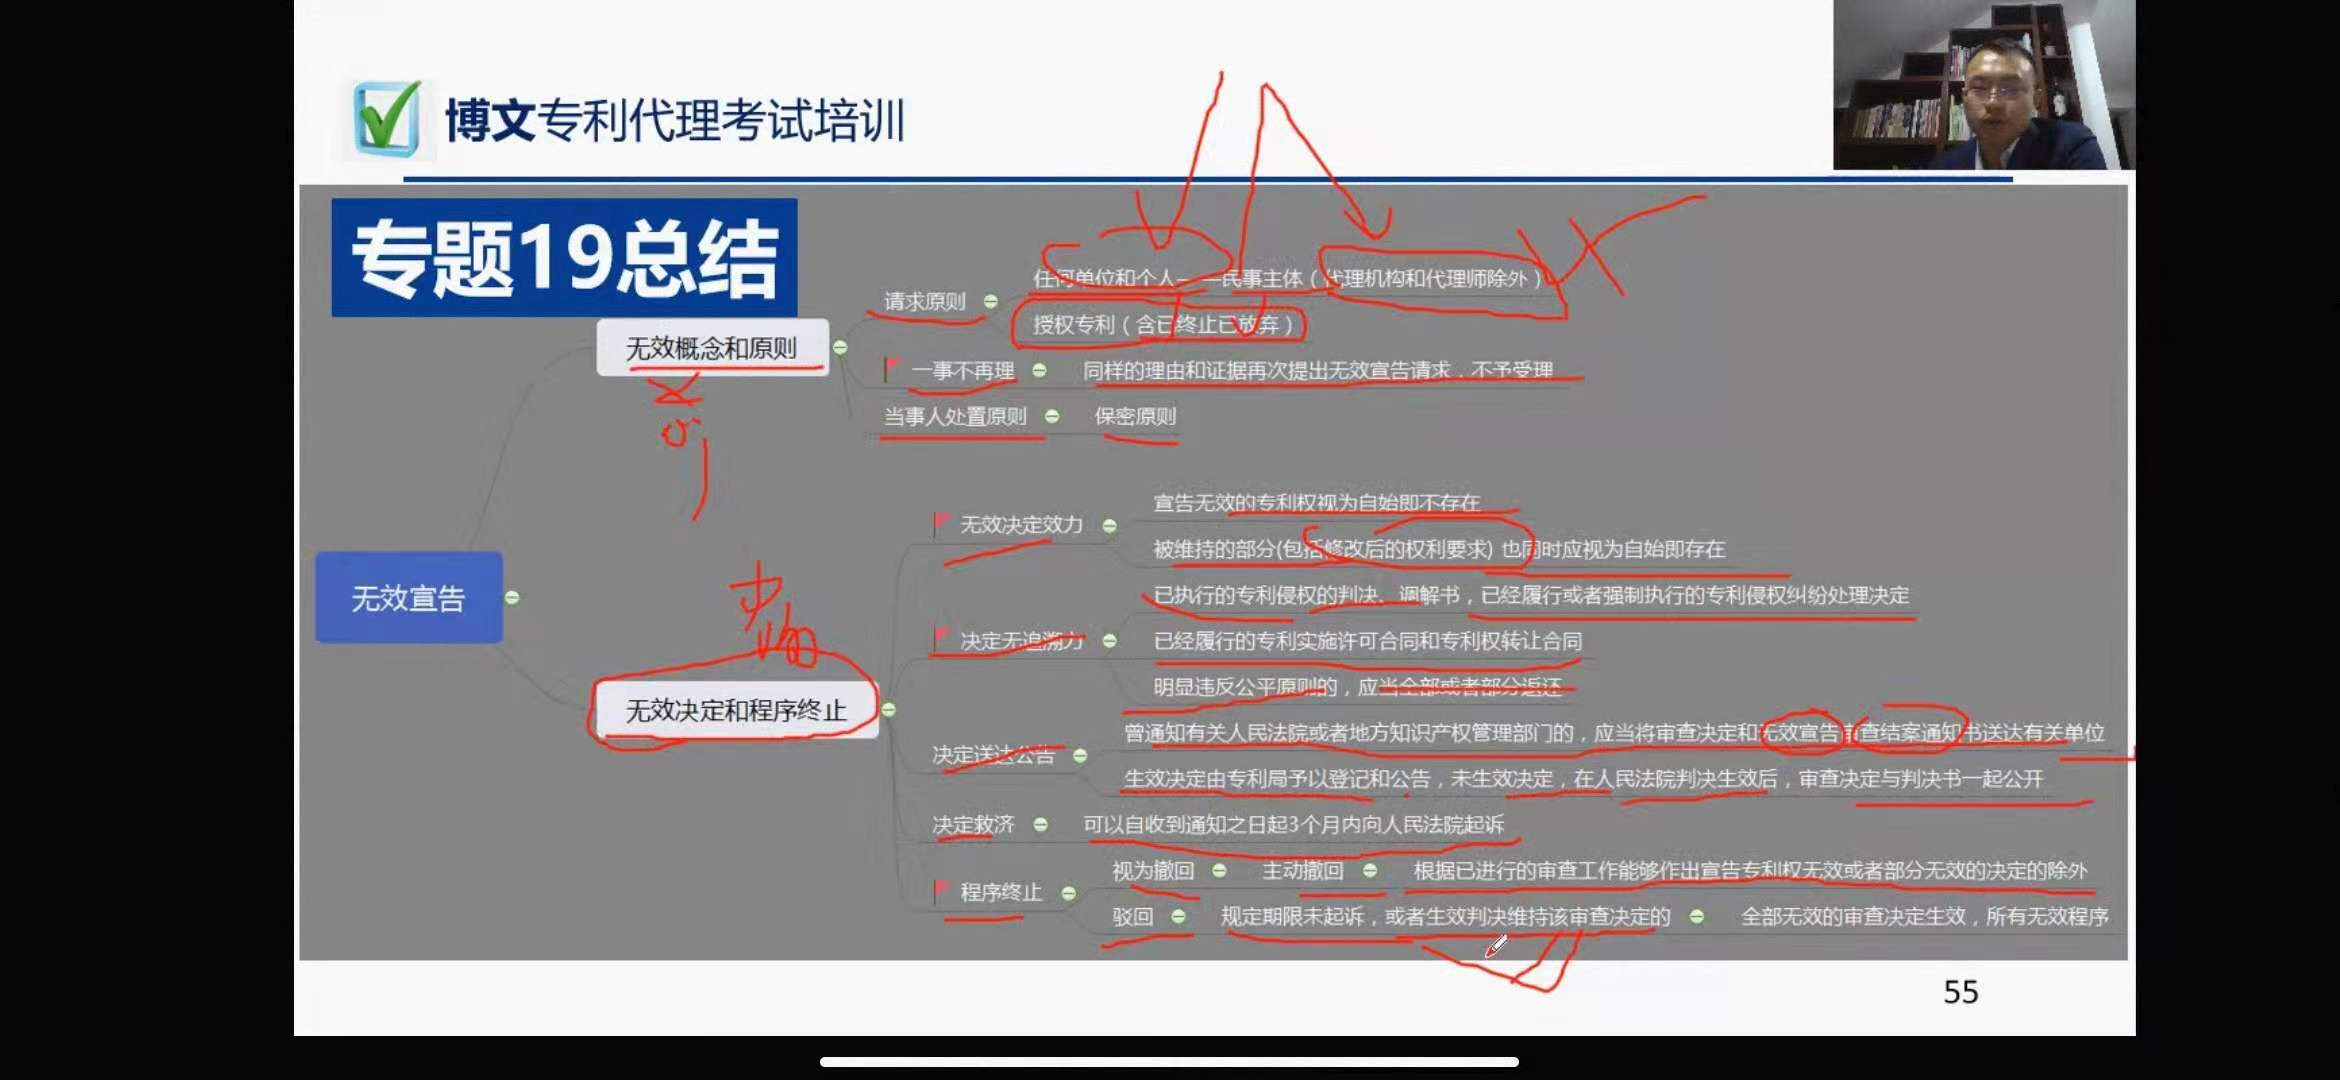 博文专利代理考试培训
专题19总结
任何单位和个人——民事主体（代理机构和代理师除外）
请求原则
授权专利（含已终止已放弃）
无效概念和原则
一事不再理
同样的理由和证据再次提出无效宣告请求，不予受理
当事人处置原则
保密原则
宣告无效的专利权视为自始即不存在
无效决定效力
被维持的部分(包括修改后的权利要求) 也同时应视为自始即存在
无效宣告
已执行的专利侵权的判决、调解书，已经履行或者强制执行的专利侵权纠纷处理决定
决定无追溯力
已经履行的专利实施许可合同和专利权转让合同
明显违反公平原则的，应当全部或者部分返还
无效决定和程序终止
曾通知有关人民法院或者地方知识产权管理部门的，应当将审查决定和无效宣告审查结案通知书送达有关单位
决定送达公告
生效决定由专利局予以登记和公告，未生效决定，在人民法院判决生效后，审查决定与判决书一起公开
决定救济
可以自收到通知之日起3个月内向人民法院起诉
视为撤回
主动撤回
根据已进行的审查工作能够作出宣告专利权无效或者部分无效的决定的除外
程序终止
驳回
规定期限未起诉，或者生效判决维持该审查决定的
全部无效的审查决定生效，所有无效程序
55